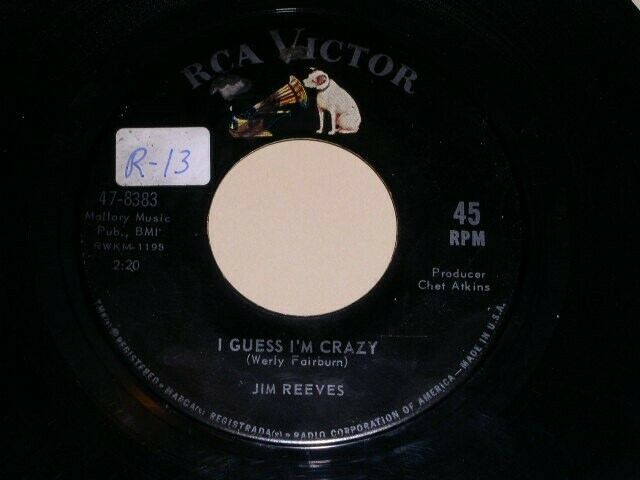 RCA VICTOR
R-13
47-8383
Mallory Music
Pub., BMI
RWKM-1195
2:20
45
RPM
Producer
Chet Atkins
I GUESS I'M CRAZY
(Werly Fairburn)
JIM REEVES
TMK(s) ® REGISTERED • MARCA(s) REGISTRADA(s) • RADIO CORPORATION OF AMERICA—MADE IN U.S.A.